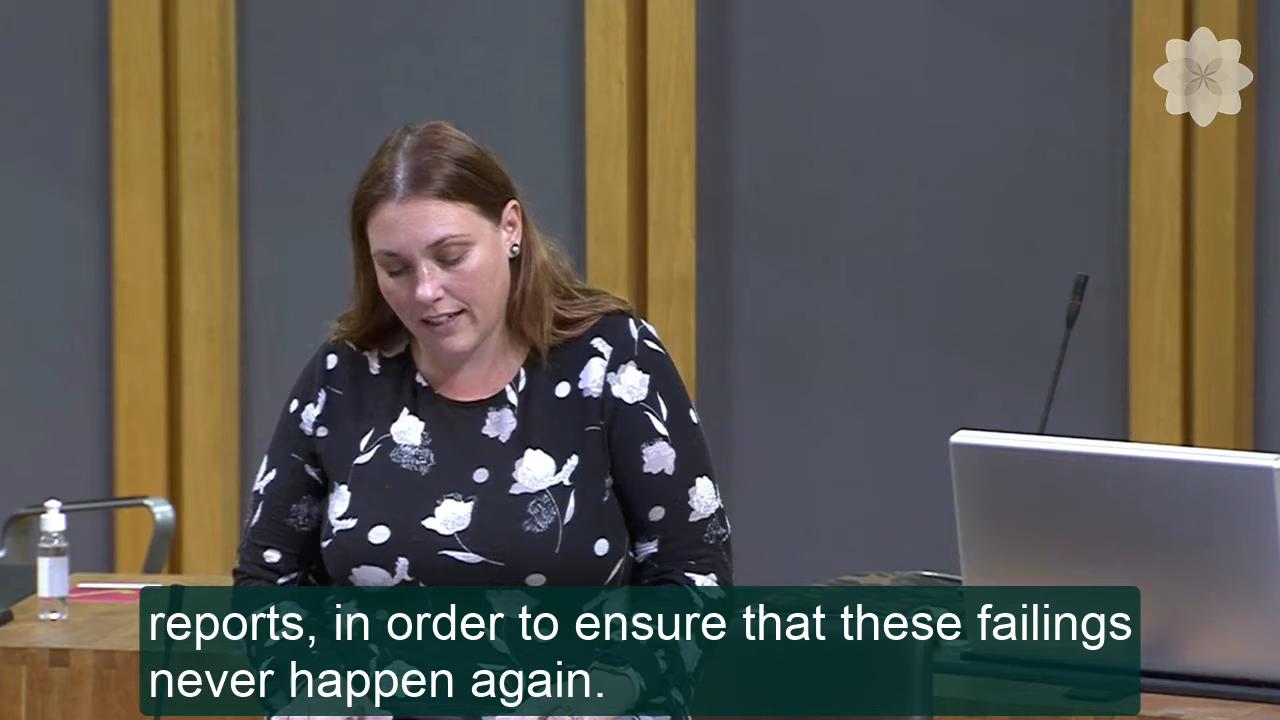 reports, in order to ensure that these failings
never happen again.